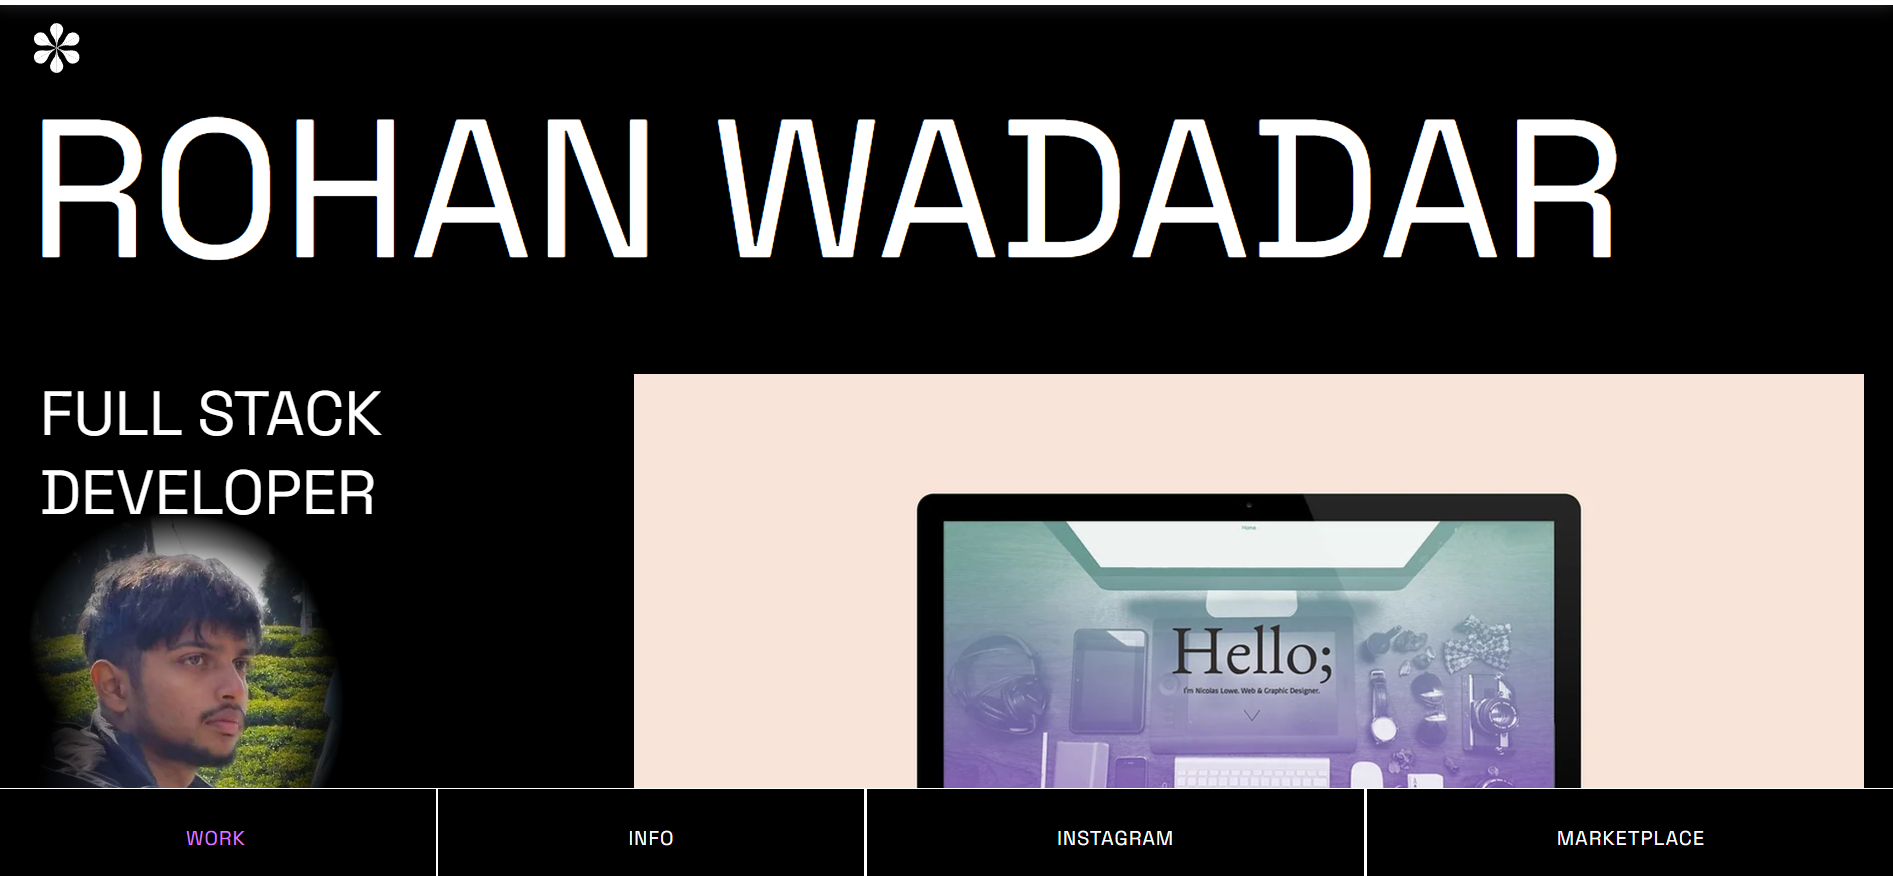 ROHAN WADADAR
FULL STACK
DEVELOPER
Home
Hello;
I'm Nicolas Lowe. Web & Graphic Designer.
WORK
INFO
INSTAGRAM
MARKETPLACE